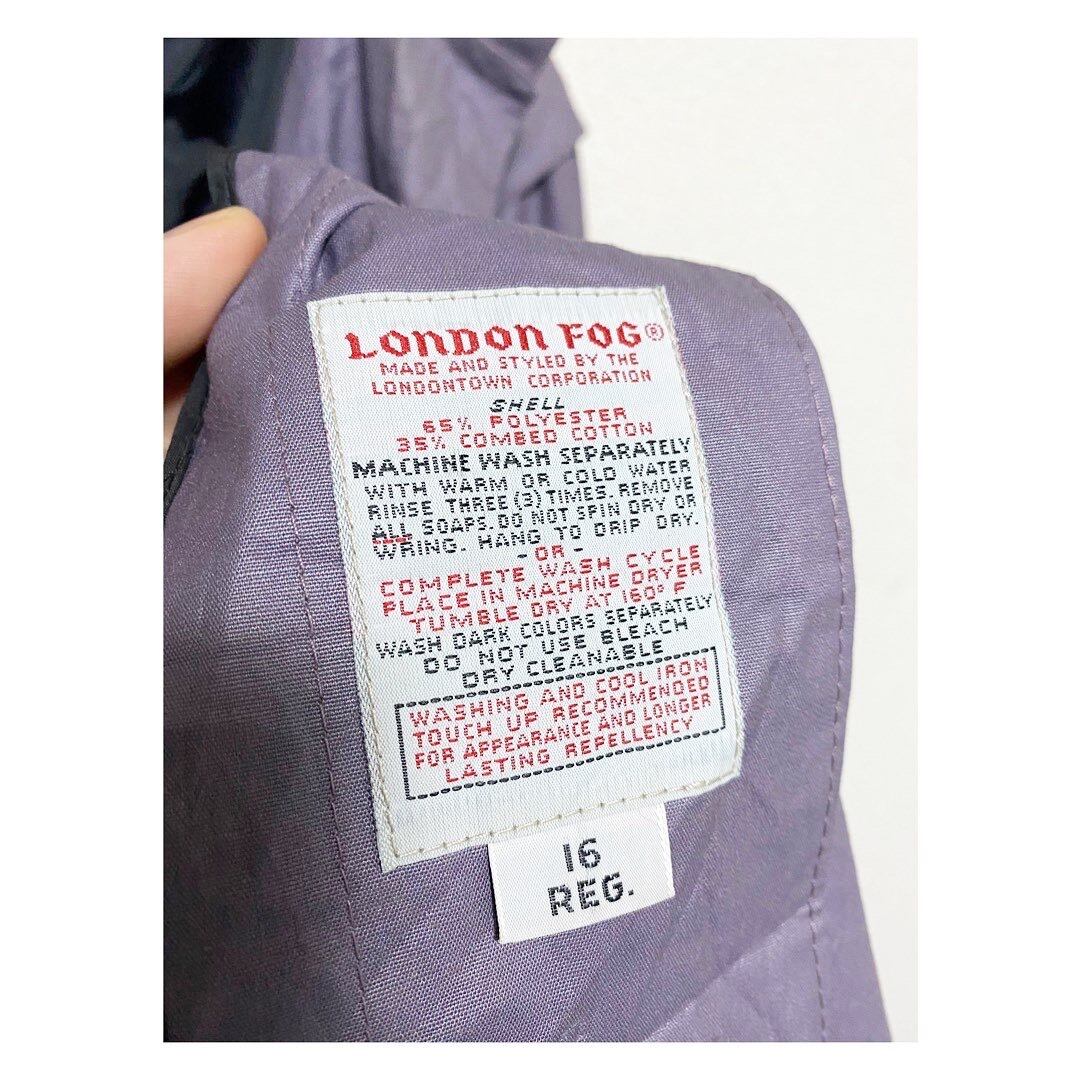 LONDON FOG®
MADE AND STYLED BY THE
LONDONTOWN CORPORATION
SHELL
65% POLYESTER
35% COMBED COTTON
MACHINE WASH SEPARATELY
WITH WARM OR COLD WATER
RINSE THREE (3) TIMES. REMOVE
ALL SOAPS. DO NOT SPIN DRY OR
WRING. HANG TO DRIP DRY.
-OR-
COMPLETE WASH CYCLE
PLACE IN MACHINE DRYER
TUMBLE DRY AT 160° F
WASH DARK COLORS SEPARATELY
DO NOT USE BLEACH
DRY CLEANABLE
WASHING AND COOL IRON
TOUCH UP RECOMMENDED
FOR APPEARANCE AND LONGER
LASTING REPELLENCY
16
REG.